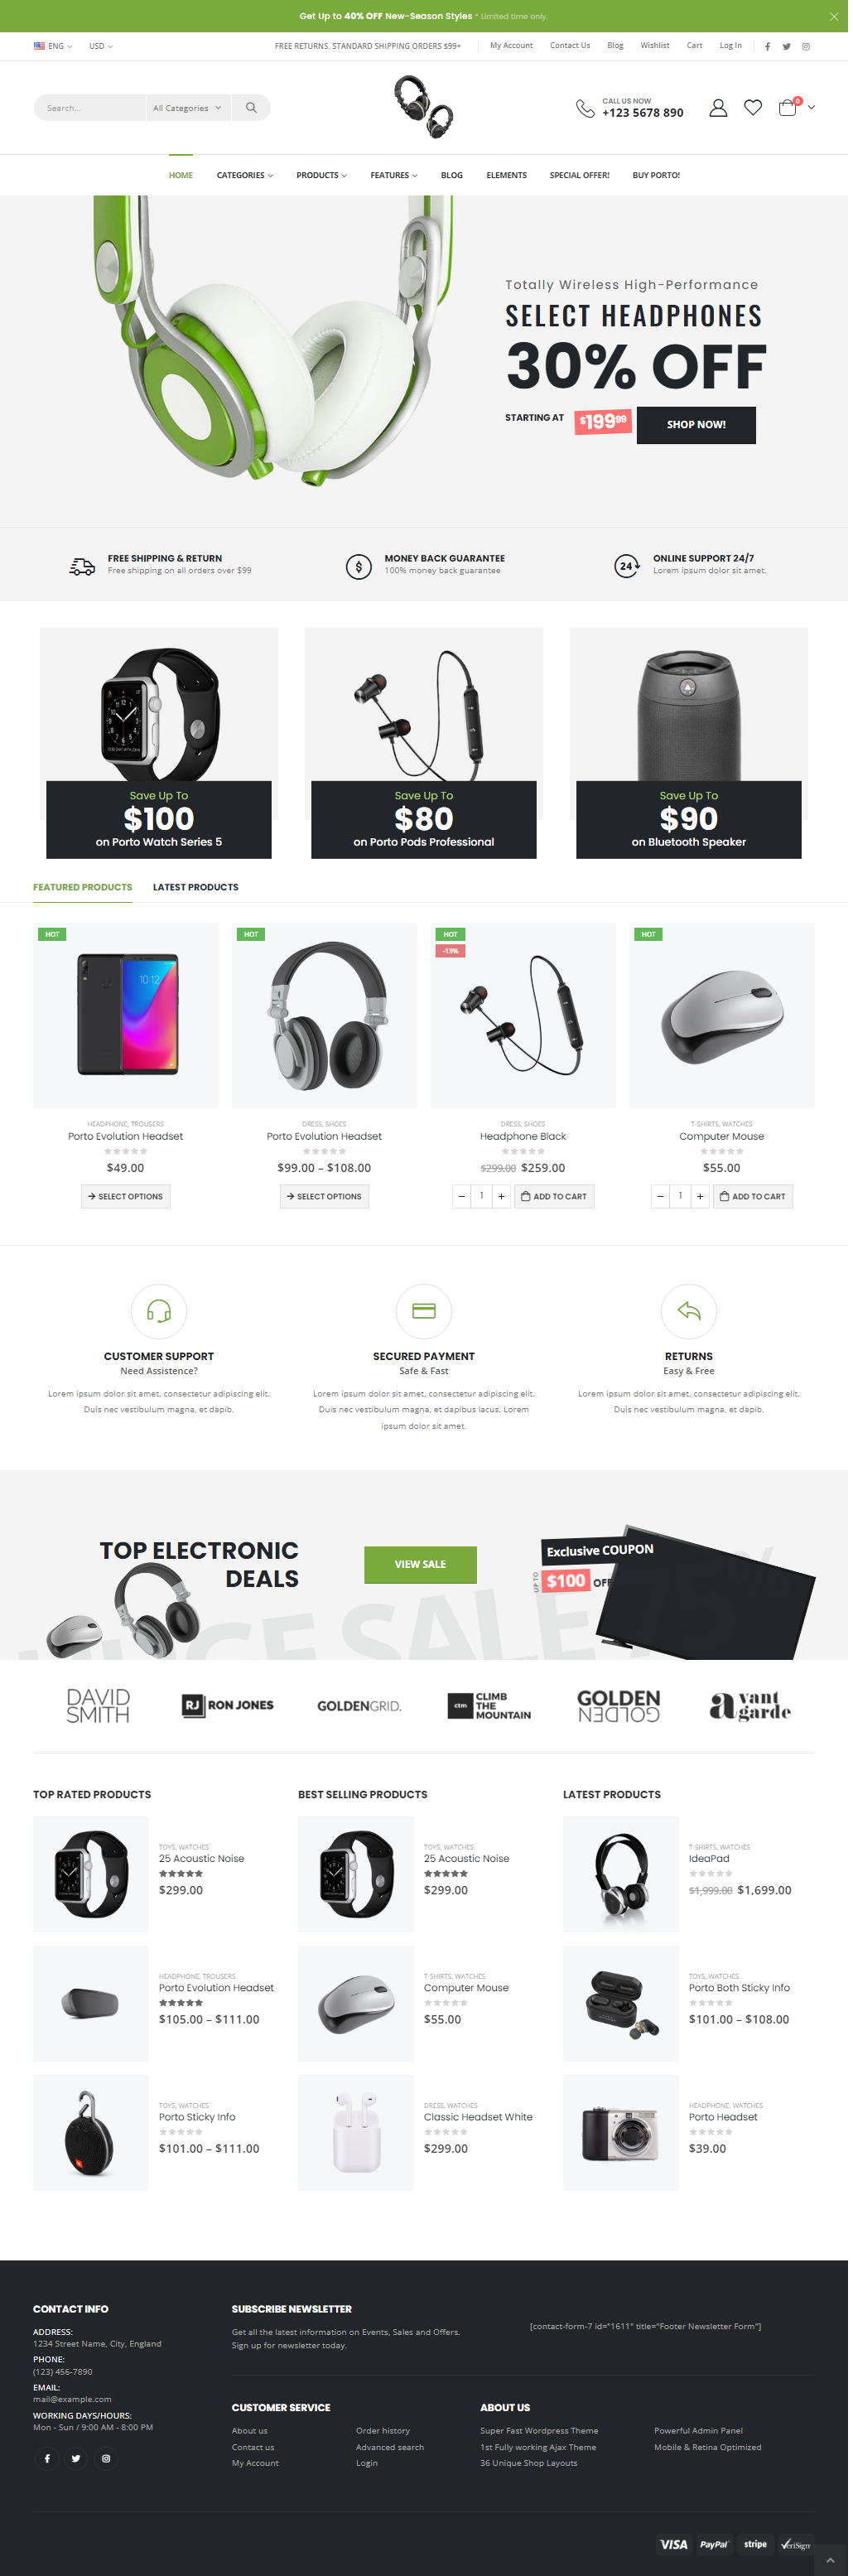 Get Up to 40% OFF New-Season Styles * Limited time only.
ENG
USD
FREE RETURNS. STANDARD SHIPPING ORDERS $99+
My Account
Contact Us
Blog
Wishlist
Cart
Log In
Search...
All Categories
CALL US NOW
+123 5678 890
0
HOME
CATEGORIES
PRODUCTS
FEATURES
BLOG
ELEMENTS
SPECIAL OFFER!
BUY PORTO!
Totally Wireless High-Performance
SELECT HEADPHONES
30% OFF
STARTING AT $199.99
SHOP NOW!
FREE SHIPPING & RETURN
Free shipping on all orders over $99
MONEY BACK GUARANTEE
100% money back guarantee
24
ONLINE SUPPORT 24/7
Lorem ipsum dolor sit amet.
Save Up To
$100
on Porto Watch Series 5
Save Up To
$80
on Porto Pods Professional
Save Up To
$90
on Bluetooth Speaker
FEATURED PRODUCTS
LATEST PRODUCTS
HOT
10:12
HEADPHONE, TROUSERS
Porto Evolution Headset
$49.00
SELECT OPTIONS
HOT
DRESS, SHOES
Porto Evolution Headset
$99.00 – $108.00
SELECT OPTIONS
HOT
-13%
DRESS, SHOES
Headphone Black
$299.00 $259.00
− 1 + ADD TO CART
HOT
T-SHIRTS, WATCHES
Computer Mouse
$55.00
− 1 + ADD TO CART
CUSTOMER SUPPORT
Need Assistence?
Lorem ipsum dolor sit amet, consectetur adipiscing elit.
Duis nec vestibulum magna, et dapib.
SECURED PAYMENT
Safe & Fast
Lorem ipsum dolor sit amet, consectetur adipiscing elit.
Duis nec vestibulum magna, et dapibus lacus. Lorem
ipsum dolor sit amet.
RETURNS
Easy & Free
Lorem ipsum dolor sit amet, consectetur adipiscing elit.
Duis nec vestibulum magna, et dapib.
TOP ELECTRONIC
DEALS
VIEW SALE
Exclusive COUPON
UP TO $100 OFF
HUGE SALE
DAVID
SMITH
RJ RON JONES
GOLDENGRID.
ctm
CLIMB
THE
MOUNTAIN
GOLDEN
GOLDEN
avant
garde
TOP RATED PRODUCTS
TOYS, WATCHES
25 Acoustic Noise
$299.00
HEADPHONE, TROUSERS
Porto Evolution Headset
$105.00 – $111.00
TOYS, WATCHES
Porto Sticky Info
$101.00 – $111.00
BEST SELLING PRODUCTS
TOYS, WATCHES
25 Acoustic Noise
$299.00
T-SHIRTS, WATCHES
Computer Mouse
$55.00
DRESS, WATCHES
Classic Headset White
$299.00
LATEST PRODUCTS
T-SHIRTS, WATCHES
IdeaPad
$1,999.00 $1,699.00
TOYS, WATCHES
Porto Both Sticky Info
$101.00 – $108.00
HEADPHONE, WATCHES
Porto Headset
$39.00
CONTACT INFO
ADDRESS:
1234 Street Name, City, England
PHONE:
(123) 456-7890
EMAIL:
mail@example.com
WORKING DAYS/HOURS:
Mon - Sun / 9:00 AM - 8:00 PM
SUBSCRIBE NEWSLETTER
Get all the latest information on Events, Sales and Offers.
Sign up for newsletter today.
[contact-form-7 id="1611" title="Footer Newsletter Form"]
CUSTOMER SERVICE
About us
Contact us
My Account
Order history
Advanced search
Login
ABOUT US
Super Fast Wordpress Theme
1st Fully working Ajax Theme
36 Unique Shop Layouts
Powerful Admin Panel
Mobile & Retina Optimized
VISA
PayPal
stripe
VeriSign